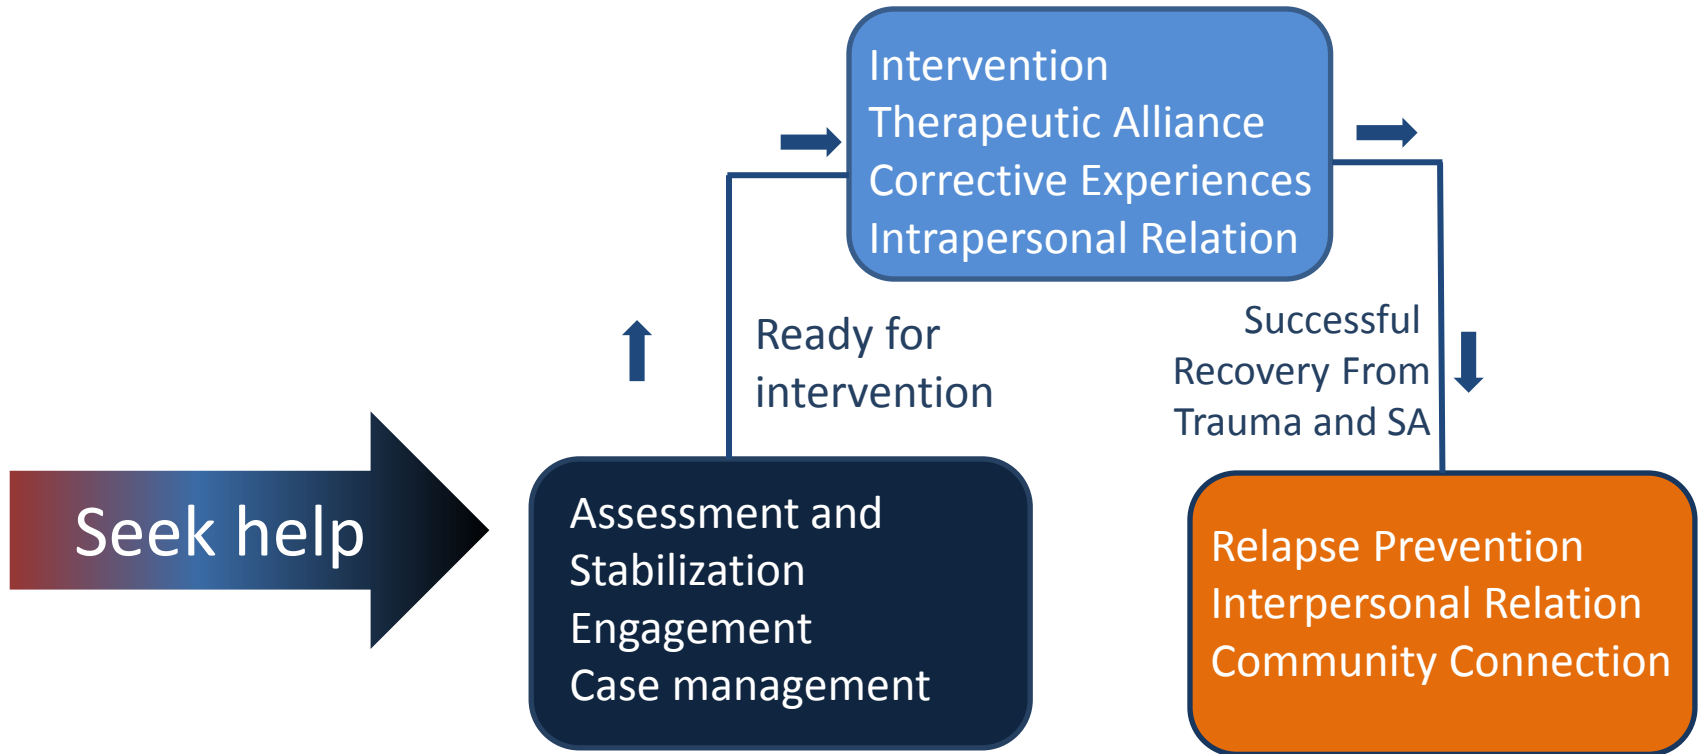 Seek help
Assessment and
Stabilization
Engagement
Case management
Ready for
intervention
Intervention
Therapeutic Alliance
Corrective Experiences
Intrapersonal Relation
Successful
Recovery From
Trauma and SA
Relapse Prevention
Interpersonal Relation
Community Connection